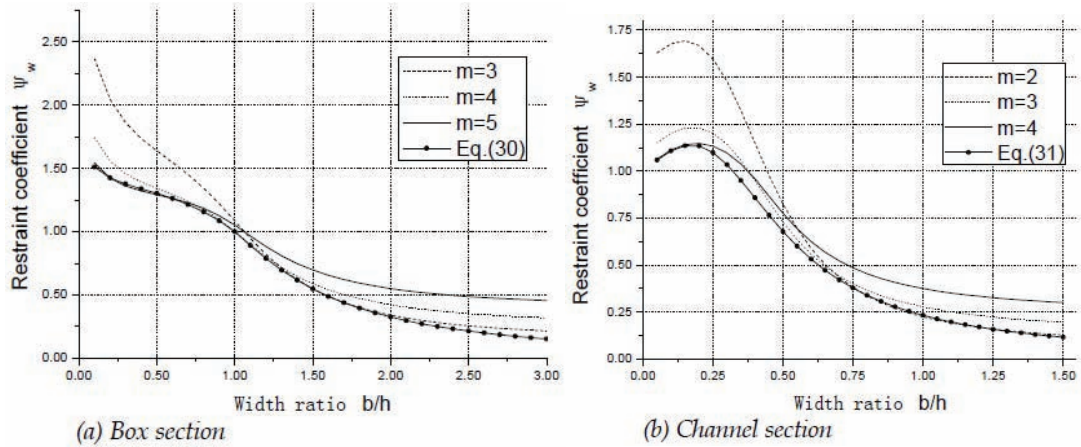 2.50
2.00
1.50
1.00
0.50
0.00
Restraint coefficient Ψw
m=3
m=4
m=5
Eq.(30)
0.00 0.50 1.00 1.50 2.00 2.50 3.00
Width ratio b/h
(a) Box section
1.75
1.50
1.25
1.00
0.75
0.50
0.25
0.00
Restraint coefficient Ψw
m=2
m=3
m=4
Eq.(31)
0.00 0.25 0.50 0.75 1.00 1.25 1.50
Width ratio b/h
(b) Channel section